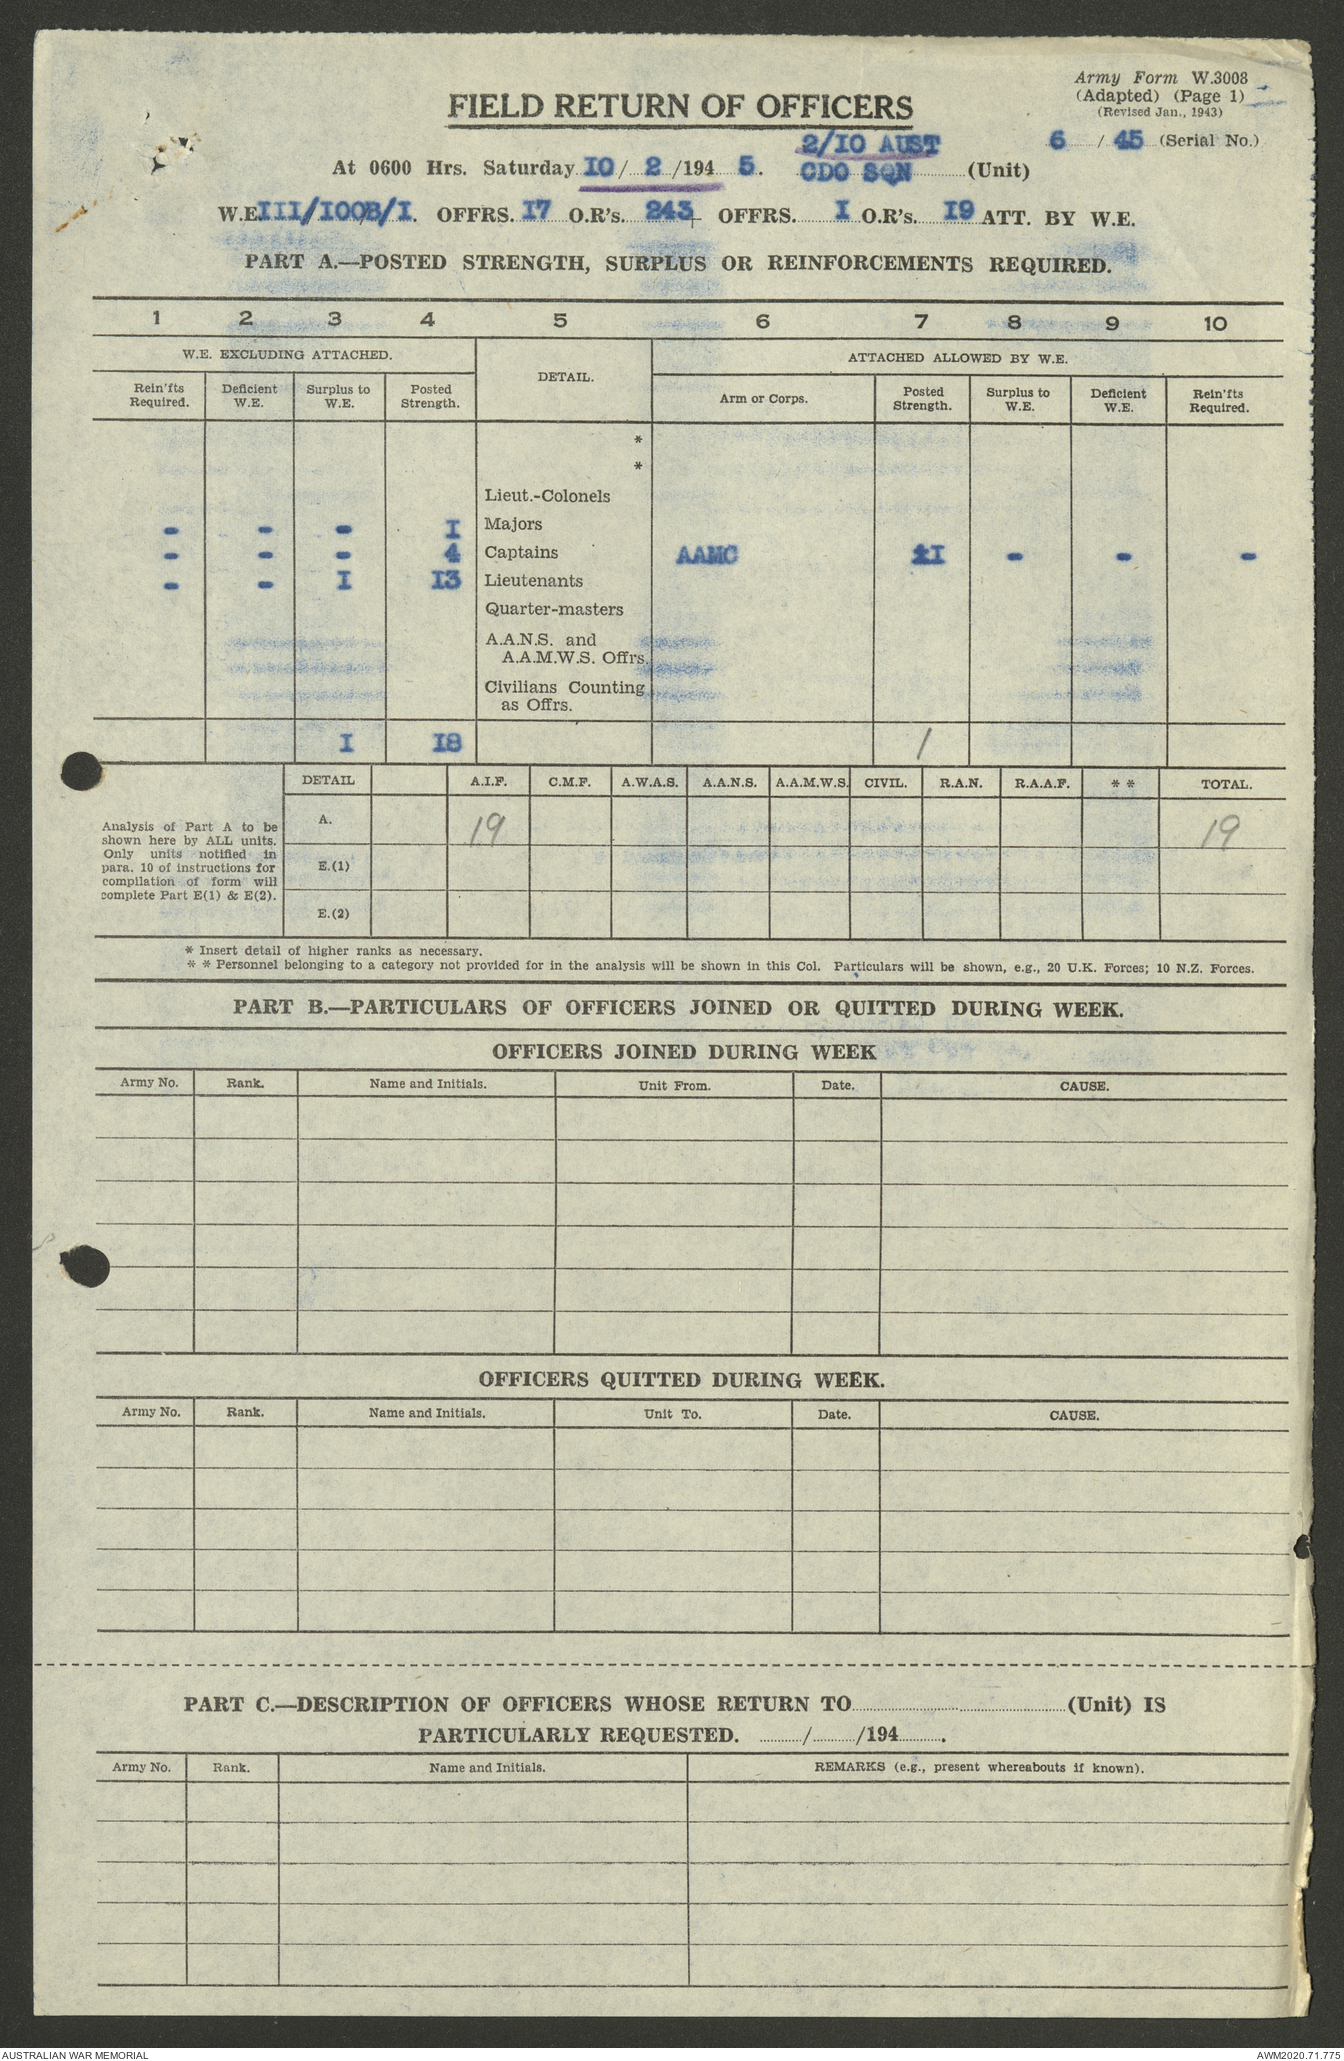 Army Form W.3008
(Adapted) (Page 1)
(Revised Jan., 1943)
FIELD RETURN OF OFFICERS
6 / 45 (Serial No.)
At 0600 Hrs. Saturday 10 / 2 /194 5. 2/10 AUST CDO SQN (Unit)
W.E. III/100B/I. OFFRS. 17 O.R's. 243 + OFFRS. I O.R's. 19 ATT. BY W.E.
PART A.—POSTED STRENGTH, SURPLUS OR REINFORCEMENTS REQUIRED.
1 2 3 4 5 6 7 8 9 10
W.E. EXCLUDING ATTACHED. DETAIL. ATTACHED ALLOWED BY W.E.
Rein'fts Required. Deficient W.E. Surplus to W.E. Posted Strength. Arm or Corps. Posted Strength. Surplus to W.E. Deficient W.E. Rein'fts Required.
*
*
Lieut.-Colonels
- - - I Majors
- - - 4 Captains AAMC I - - -
- - I 13 Lieutenants
Quarter-masters
A.A.N.S. and
A.A.M.W.S. Offrs.
Civilians Counting
as Offrs.
I 18 1
DETAIL A.I.F. C.M.F. A.W.A.S. A.A.N.S. A.A.M.W.S. CIVIL. R.A.N. R.A.A.F. * * TOTAL.
Analysis of Part A to be
shown here by ALL units.
Only units notified in
para. 10 of instructions for
compilation of form will
complete Part E(1) & E(2).
A. 19 19
E.(1)
E.(2)
* Insert detail of higher ranks as necessary.
* * Personnel belonging to a category not provided for in the analysis will be shown in this Col. Particulars will be shown, e.g., 20 U.K. Forces; 10 N.Z. Forces.
PART B.—PARTICULARS OF OFFICERS JOINED OR QUITTED DURING WEEK.
OFFICERS JOINED DURING WEEK
Army No. Rank. Name and Initials. Unit From. Date. CAUSE.
OFFICERS QUITTED DURING WEEK.
Army No. Rank. Name and Initials. Unit To. Date. CAUSE.
PART C.—DESCRIPTION OF OFFICERS WHOSE RETURN TO (Unit) IS
PARTICULARLY REQUESTED. / /194 .
Army No. Rank. Name and Initials. REMARKS (e.g., present whereabouts if known).
AUSTRALIAN WAR MEMORIAL AWM2020.71.775